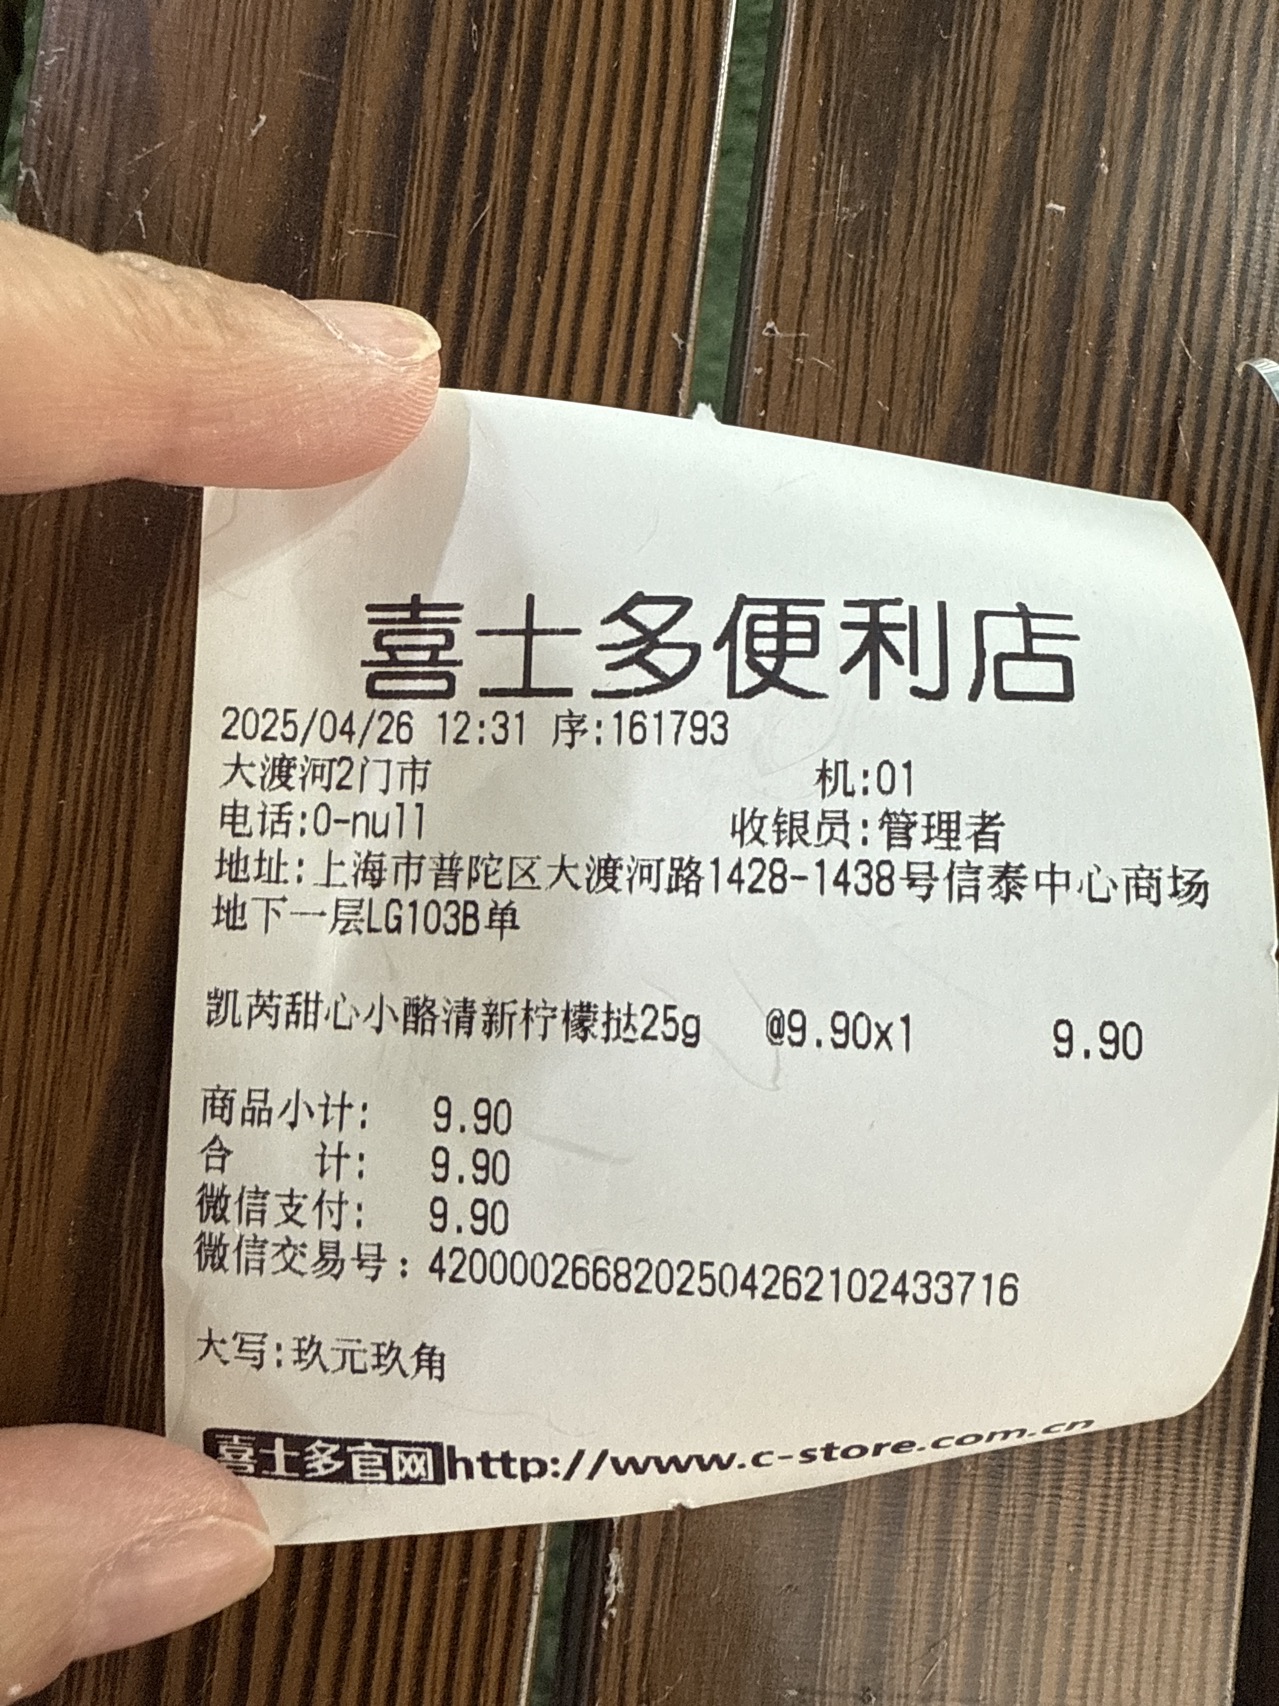 喜士多便利店
2025/04/26 12:31 序:161793
大渡河2门市 机:01
电话:0-null 收银员:管理者
地址:上海市普陀区大渡河路1428-1438号信泰中心商场
地下一层LG103B单
凯芮甜心小酪清新柠檬挞25g @9.90x1 9.90
商品小计: 9.90
合 计: 9.90
微信支付: 9.90
微信交易号:4200002668202504262102433716
大写:玖元玖角
喜士多官网http://www.c-store.com.cn